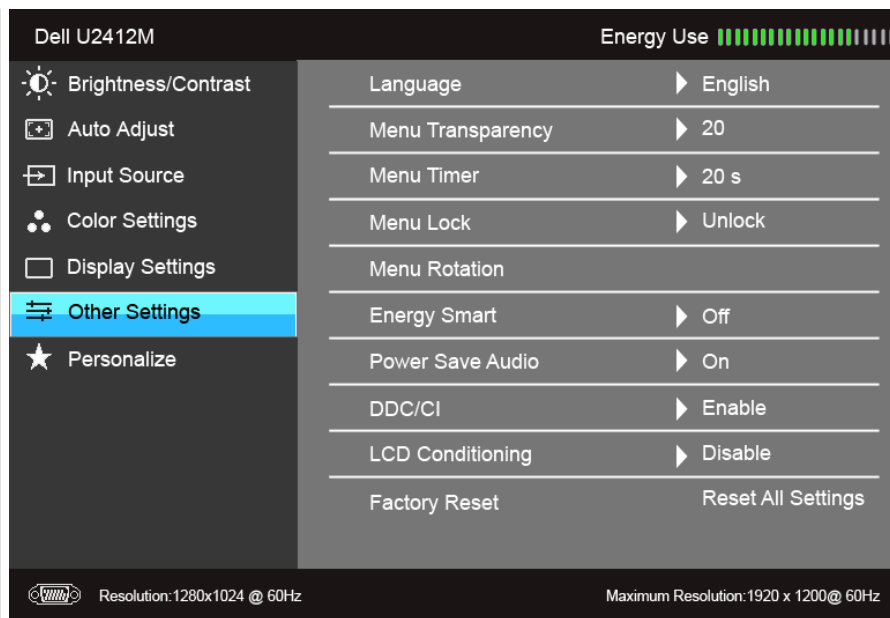 Dell U2412M
Energy Use
Brightness/Contrast
Auto Adjust
Input Source
Color Settings
Display Settings
Other Settings
Personalize
Language English
Menu Transparency 20
Menu Timer 20 s
Menu Lock Unlock
Menu Rotation
Energy Smart Off
Power Save Audio On
DDC/CI Enable
LCD Conditioning Disable
Factory Reset Reset All Settings
Resolution:1280x1024 @ 60Hz
Maximum Resolution:1920 x 1200@ 60Hz